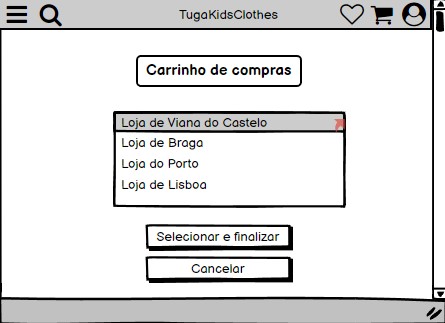 TugaKidsClothes
Carrinho de compras
Loja de Viana do Castelo
Loja de Braga
Loja do Porto
Loja de Lisboa
Selecionar e finalizar
Cancelar